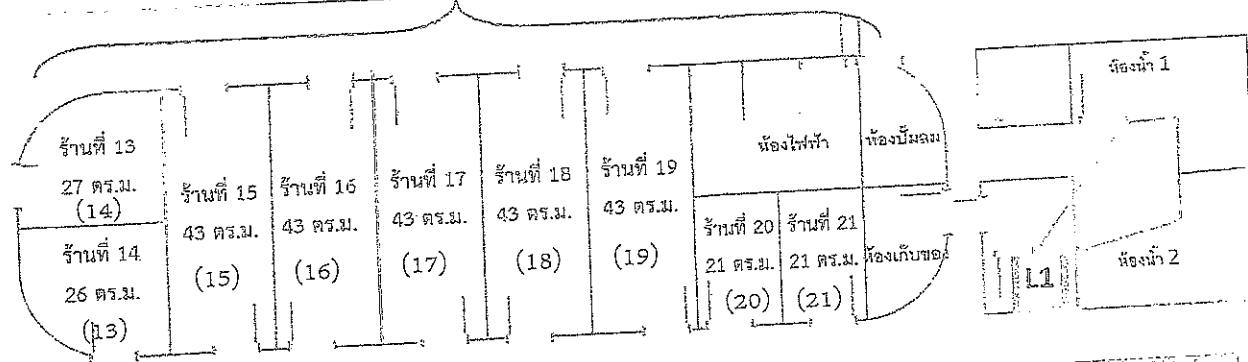 ร้านที่ 13
27 ตร.ม.
(14)
ร้านที่ 14
26 ตร.ม.
(13)
ร้านที่ 15
43 ตร.ม.
(15)
ร้านที่ 16
43 ตร.ม.
(16)
ร้านที่ 17
43 ตร.ม.
(17)
ร้านที่ 18
43 ตร.ม.
(18)
ร้านที่ 19
43 ตร.ม.
(19)
ห้องไฟฟ้า
ห้องปั๊มลม
ร้านที่ 20
21 ตร.ม.
(20)
ร้านที่ 21
21 ตร.ม.
(21)
ห้องเก็บของ
ห้องน้ำ 1
L1
ห้องน้ำ 2